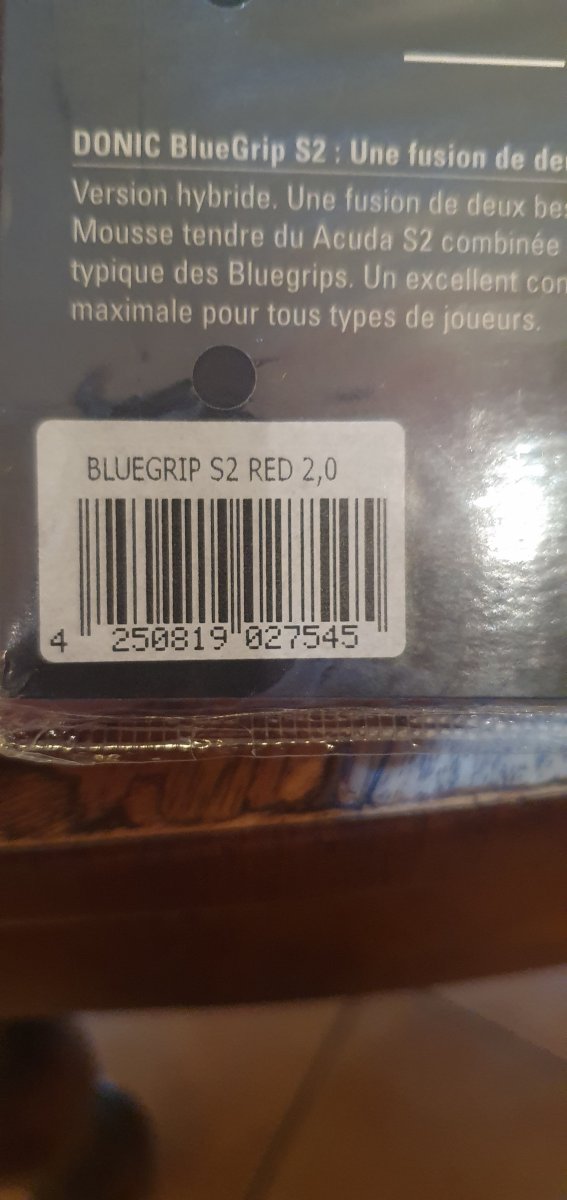 DONIC BlueGrip S2 : Une fusion de
Version hybride. Une fusion de deux
Mousse tendre du Acuda S2 combinée
typique des Bluegrips. Un excellent
maximale pour tous types de joueurs.
BLUEGRIP S2 RED 2,0
4 250819 027545